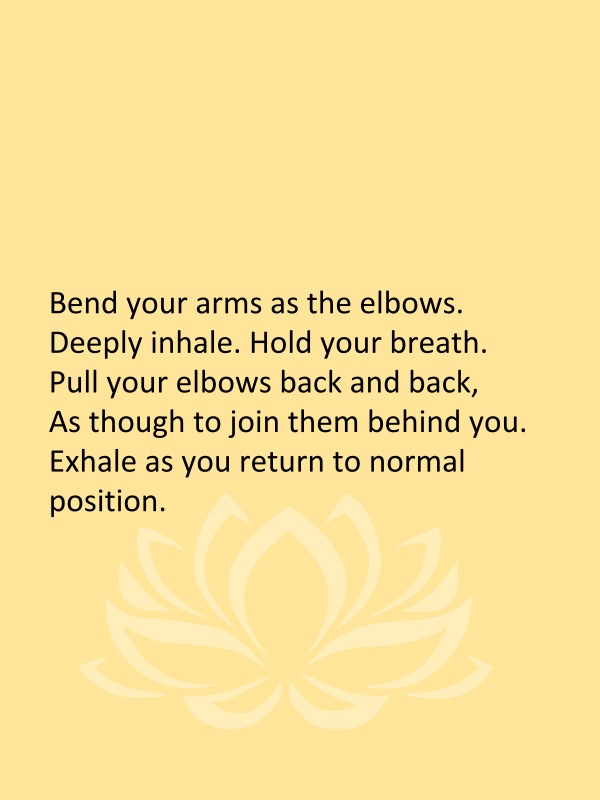 Bend your arms as the elbows.
Deeply inhale. Hold your breath.
Pull your elbows back and back,
As though to join them behind you.
Exhale as you return to normal
position.